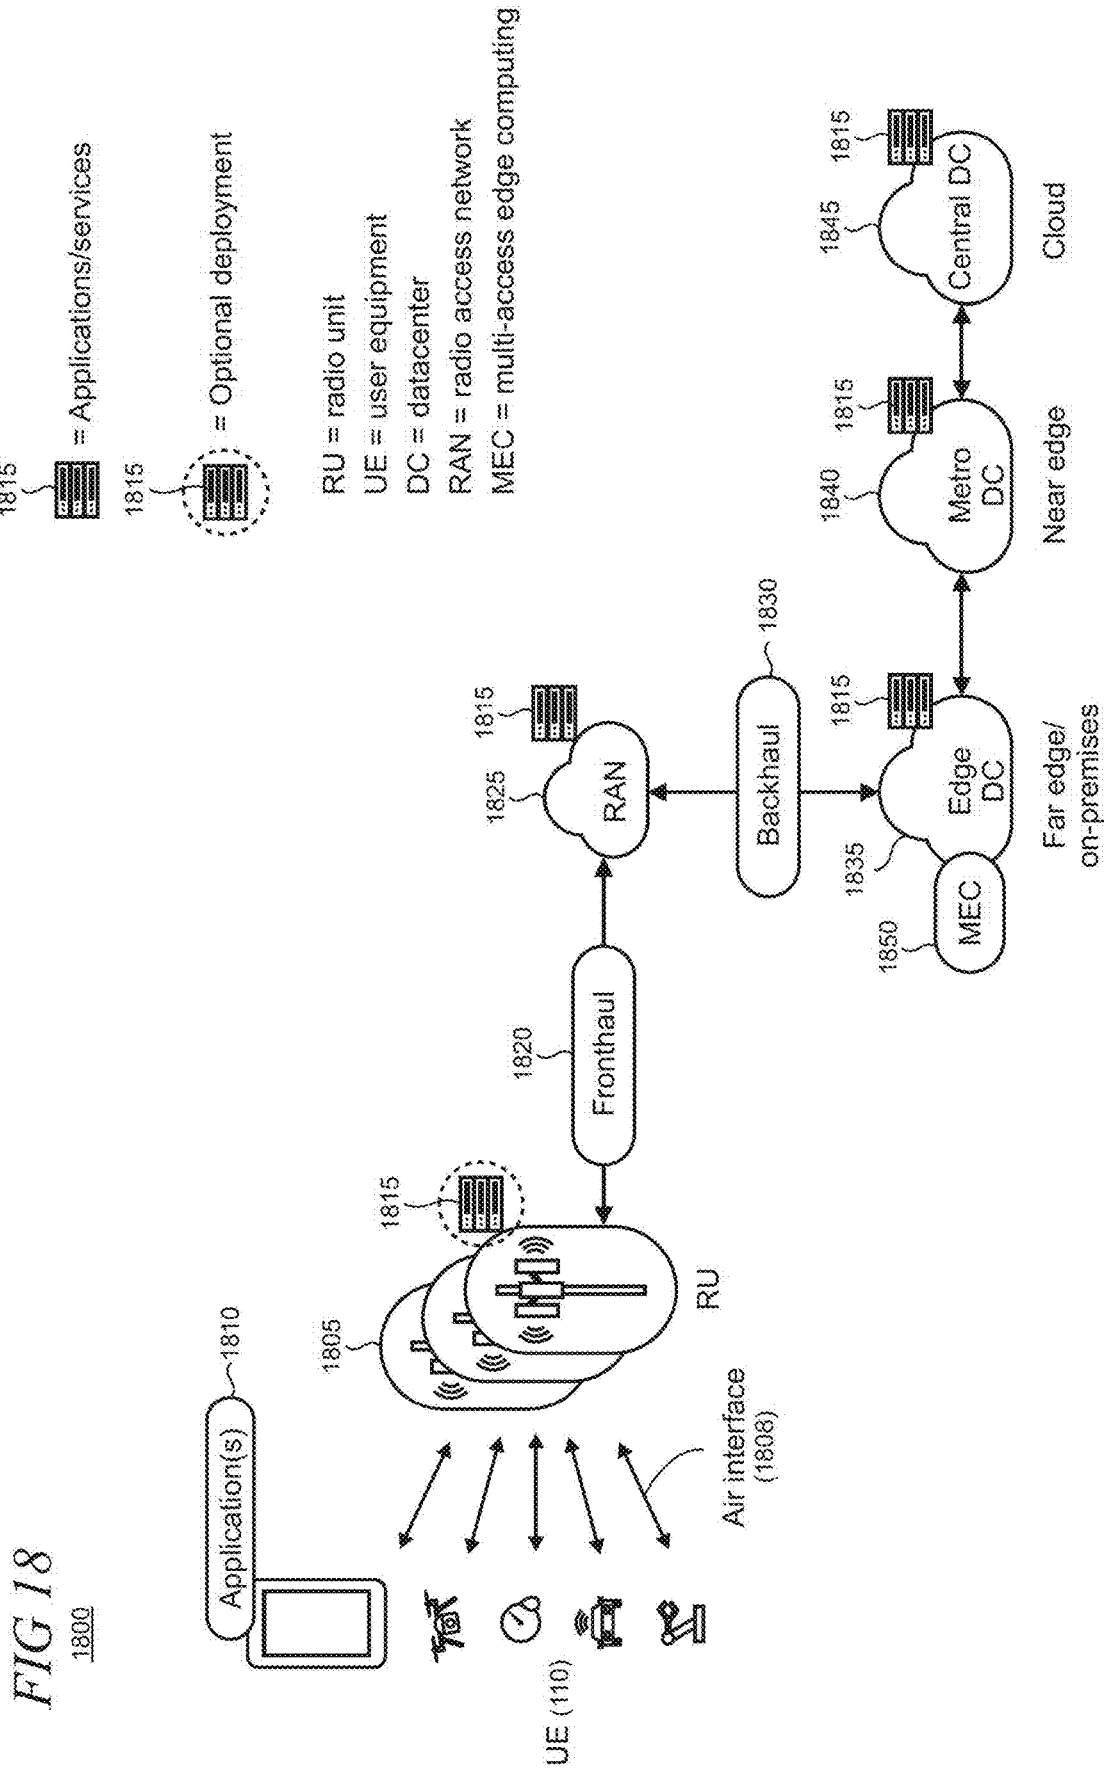 FIG 18
1800
1815
= Applications/services
1815
= Optional deployment
RU = radio unit
UE = user equipment
DC = datacenter
RAN = radio access network
MEC = multi-access edge computing
Application(s)
1810
1805
1815
RU
UE (110)
Air interface
(1808)
1820
Fronthaul
1825
1815
RAN
Backhaul
1830
1850
MEC
1835
1815
Edge
DC
Far edge/
on-premises
1840
1815
Metro
DC
Near edge
1845
1815
Central DC
Cloud